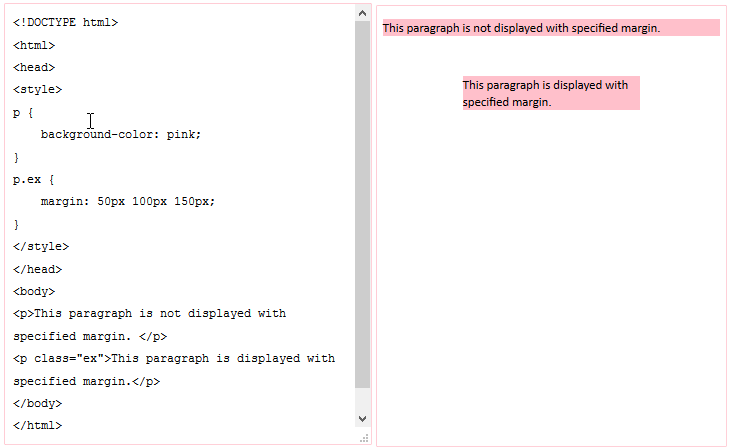 <!DOCTYPE html>
<html>
<head>
<style>
p {
    background-color: pink;
}
p.ex {
    margin: 50px 100px 150px;
}
</style>
</head>
<body>
<p>This paragraph is not displayed with
specified margin. </p>
<p class="ex">This paragraph is displayed with
specified margin.</p>
</body>
</html>
This paragraph is not displayed with specified margin.
This paragraph is displayed with
specified margin.